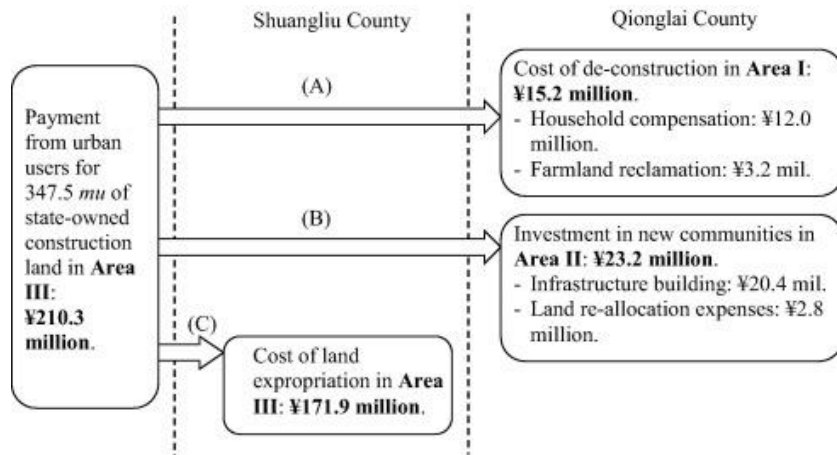 Shuangliu County
Qionglai County
Payment
from urban
users for
347.5 mu of
state-owned
construction
land in Area
III:
¥210.3
million.
(A)
Cost of de-construction in Area I:
¥15.2 million.
- Household compensation: ¥12.0
million.
- Farmland reclamation: ¥3.2 mil.
(B)
Investment in new communities in
Area II: ¥23.2 million.
- Infrastructure building: ¥20.4 mil.
- Land re-allocation expenses: ¥2.8
million.
(C)
Cost of land
expropriation in Area
III: ¥171.9 million.